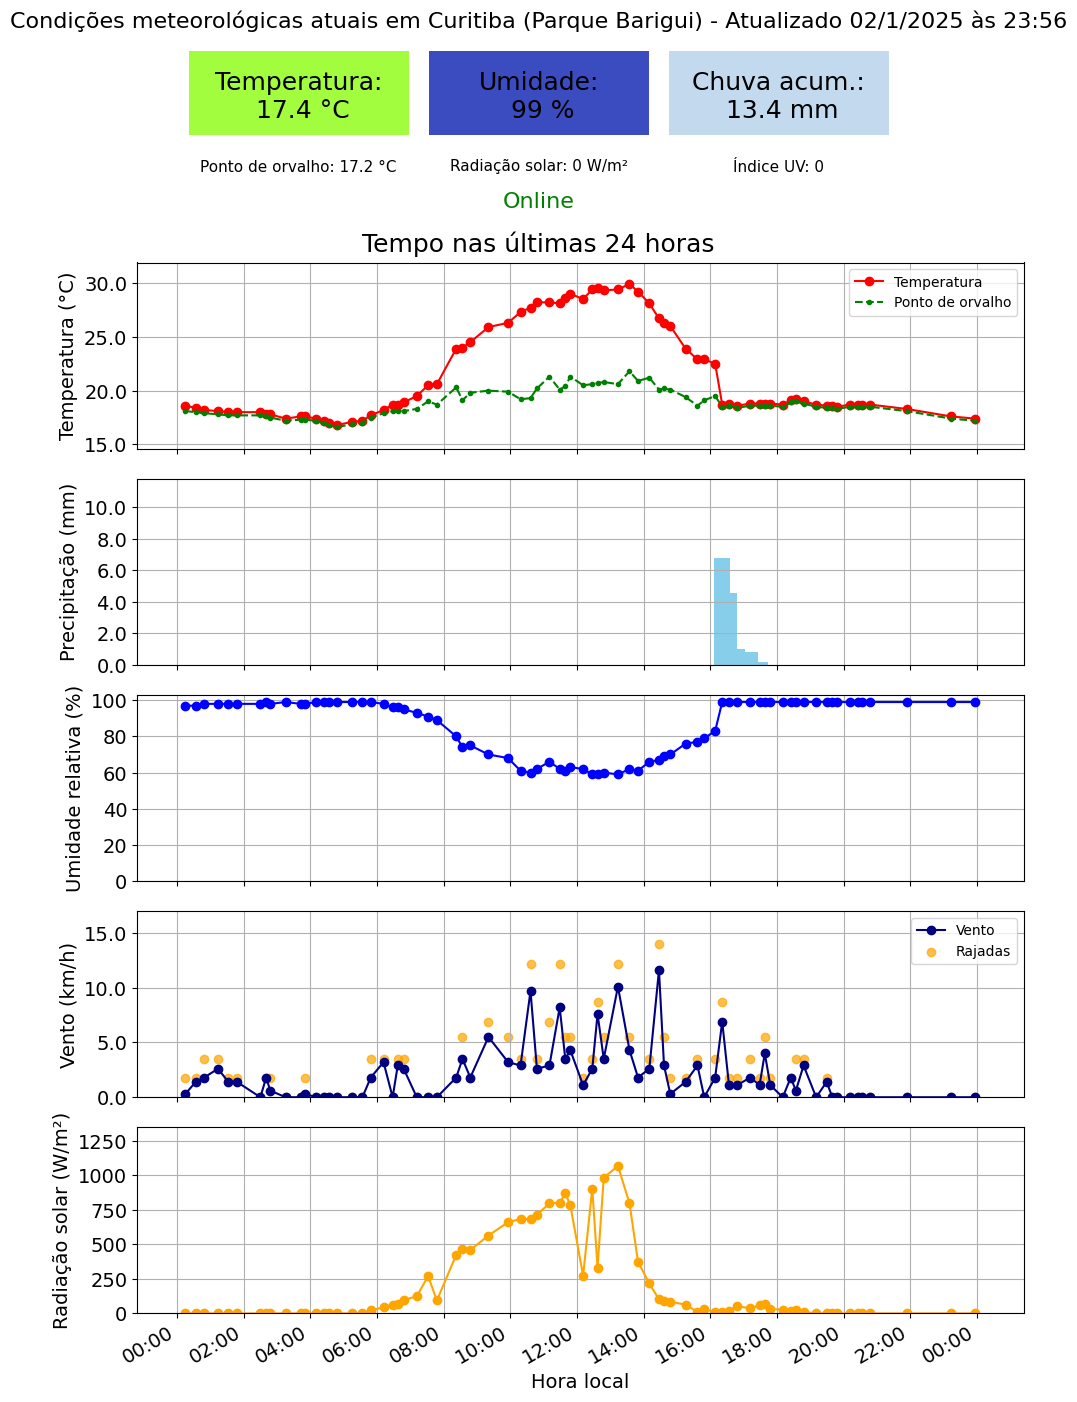 Condições meteorológicas atuais em Curitiba (Parque Barigui) - Atualizado 02/1/2025 às 23:56
Temperatura:
17.4 °C
Umidade:
99 %
Chuva acum.:
13.4 mm
Ponto de orvalho: 17.2 °C
Radiação solar: 0 W/m²
Índice UV: 0
Online
Tempo nas últimas 24 horas
Temperatura (°C)
30.0
25.0
20.0
15.0
Temperatura
Ponto de orvalho
Precipitação (mm)
10.0
8.0
6.0
4.0
2.0
0.0
Umidade relativa (%)
100
80
60
40
20
0
Vento (km/h)
15.0
10.0
5.0
0.0
Vento
Rajadas
Radiação solar (W/m²)
1250
1000
750
500
250
0
00:00
02:00
04:00
06:00
08:00
10:00
12:00
14:00
16:00
18:00
20:00
22:00
00:00
Hora local